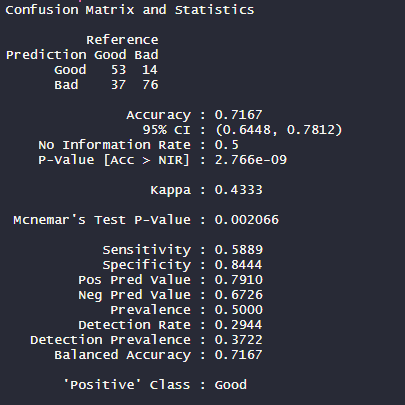 Confusion Matrix and Statistics
Reference
Prediction Good Bad
Good 53 14
Bad 37 76
Accuracy : 0.7167
95% CI : (0.6448, 0.7812)
No Information Rate : 0.5
P-Value [Acc > NIR] : 2.766e-09
Kappa : 0.4333
Mcnemar's Test P-Value : 0.002066
Sensitivity : 0.5889
Specificity : 0.8444
Pos Pred Value : 0.7910
Neg Pred Value : 0.6726
Prevalence : 0.5000
Detection Rate : 0.2944
Detection Prevalence : 0.3722
Balanced Accuracy : 0.7167
'Positive' Class : Good